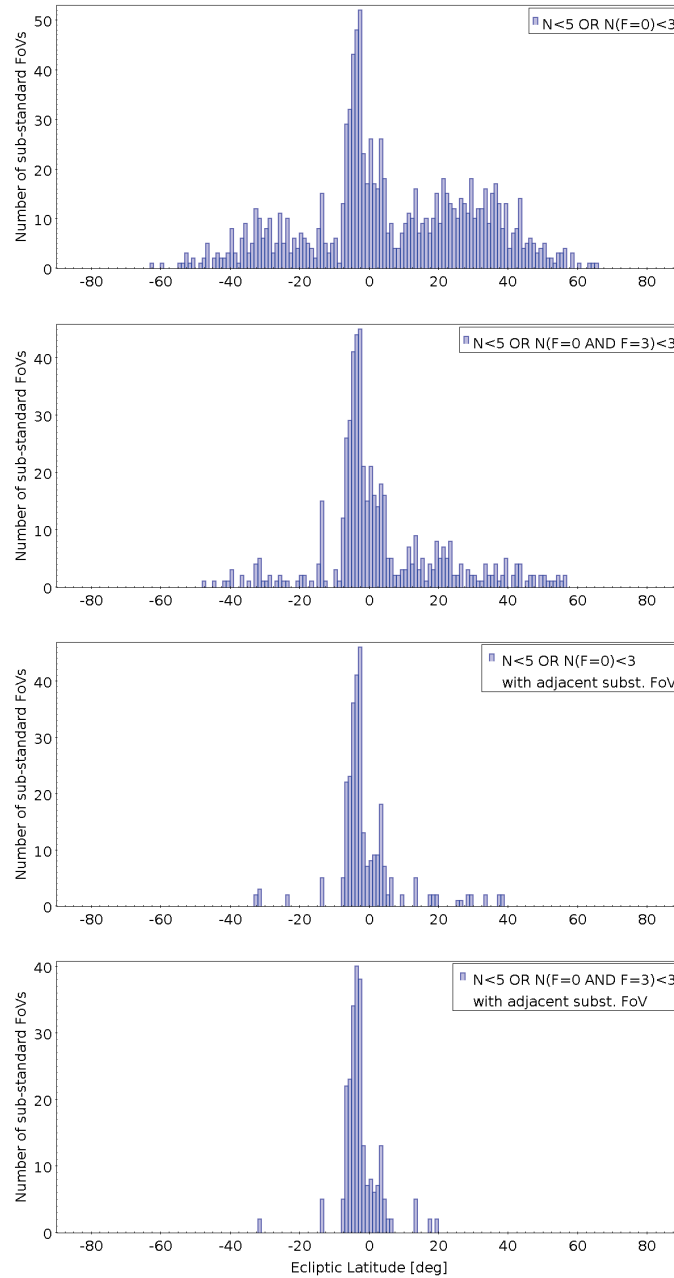 N<5 OR N(F=0)<3
Number of sub-standard FoVs
50
40
30
20
10
0
-80 -60 -40 -20 0 20 40 60 80
N<5 OR N(F=0 AND F=3)<3
Number of sub-standard FoVs
40
30
20
10
0
-80 -60 -40 -20 0 20 40 60 80
N<5 OR N(F=0)<3
with adjacent subst. FoV
Number of sub-standard FoVs
40
30
20
10
0
-80 -60 -40 -20 0 20 40 60 80
N<5 OR N(F=0 AND F=3)<3
with adjacent subst. FoV
Number of sub-standard FoVs
40
30
20
10
0
-80 -60 -40 -20 0 20 40 60 80
Ecliptic Latitude [deg]